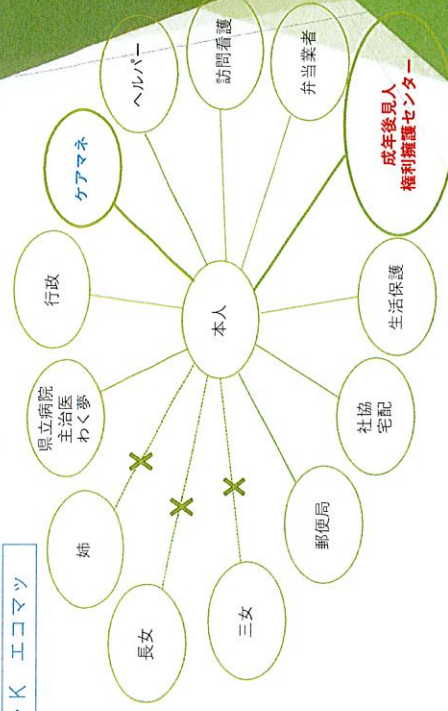 ・K エコマッ
行政
ケアマネ
ヘルパー
訪問看護
弁当業者
成年後見人
権利擁護センター
生活保護
社協
宅配
郵便局
三女
長女
姉
県立病院
主治医
わく夢
本人